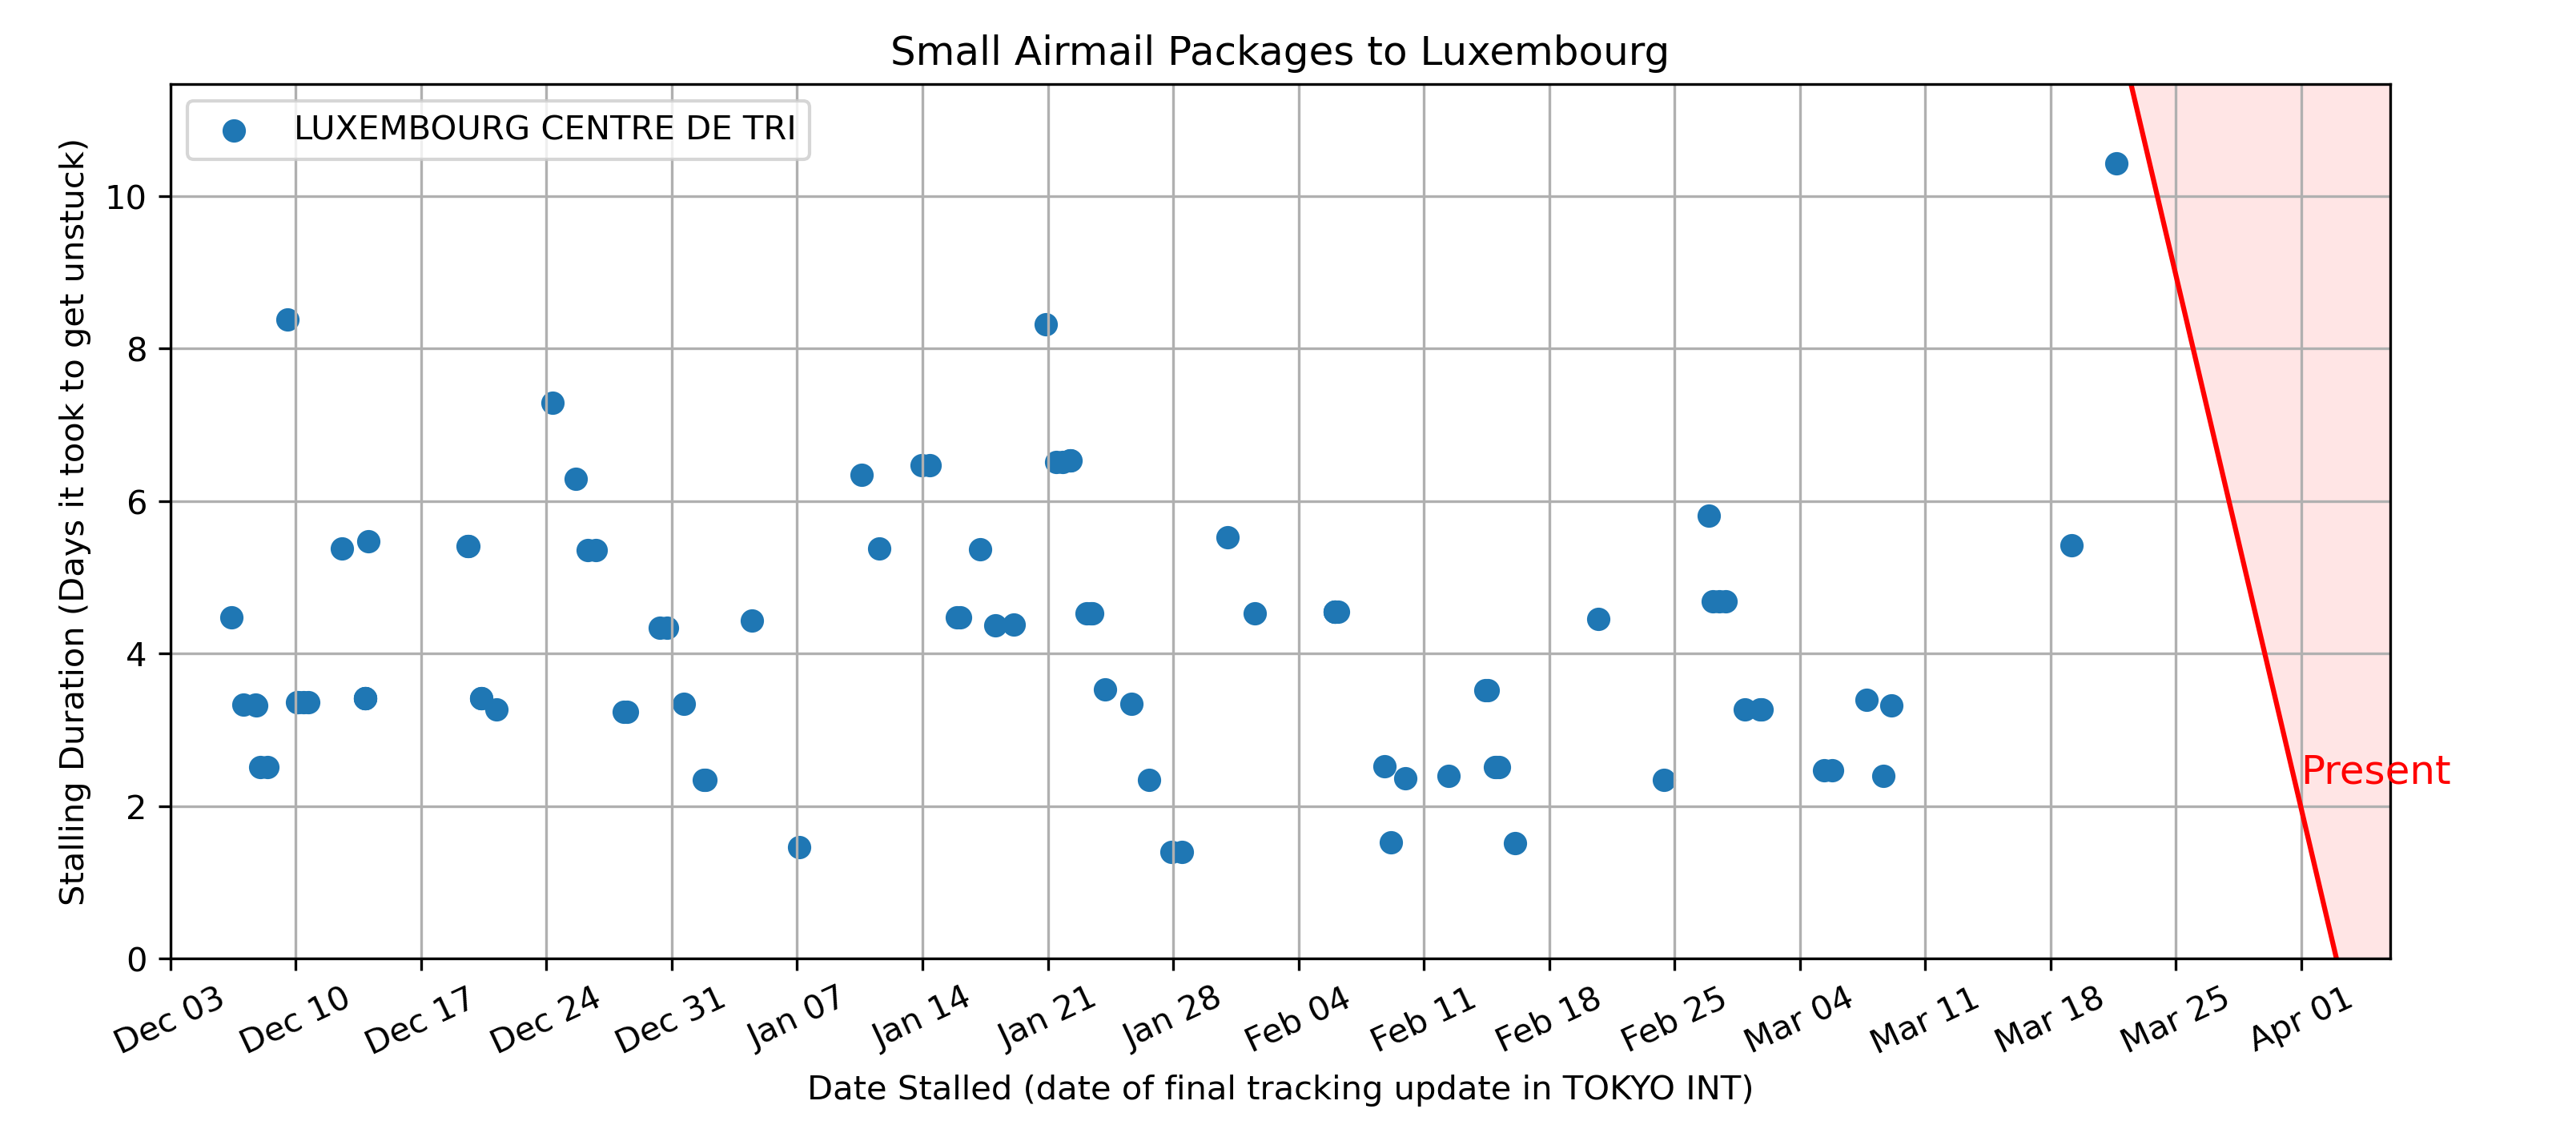 Small Airmail Packages to Luxembourg
LUXEMBOURG CENTRE DE TRI
Stalling Duration (Days it took to get unstuck)
10
8
6
4
2
0
Present
Dec 03
Dec 10
Dec 17
Dec 24
Dec 31
Jan 07
Jan 14
Jan 21
Jan 28
Feb 04
Feb 11
Feb 18
Feb 25
Mar 04
Mar 11
Mar 18
Mar 25
Apr 01
Date Stalled (date of final tracking update in TOKYO INT)